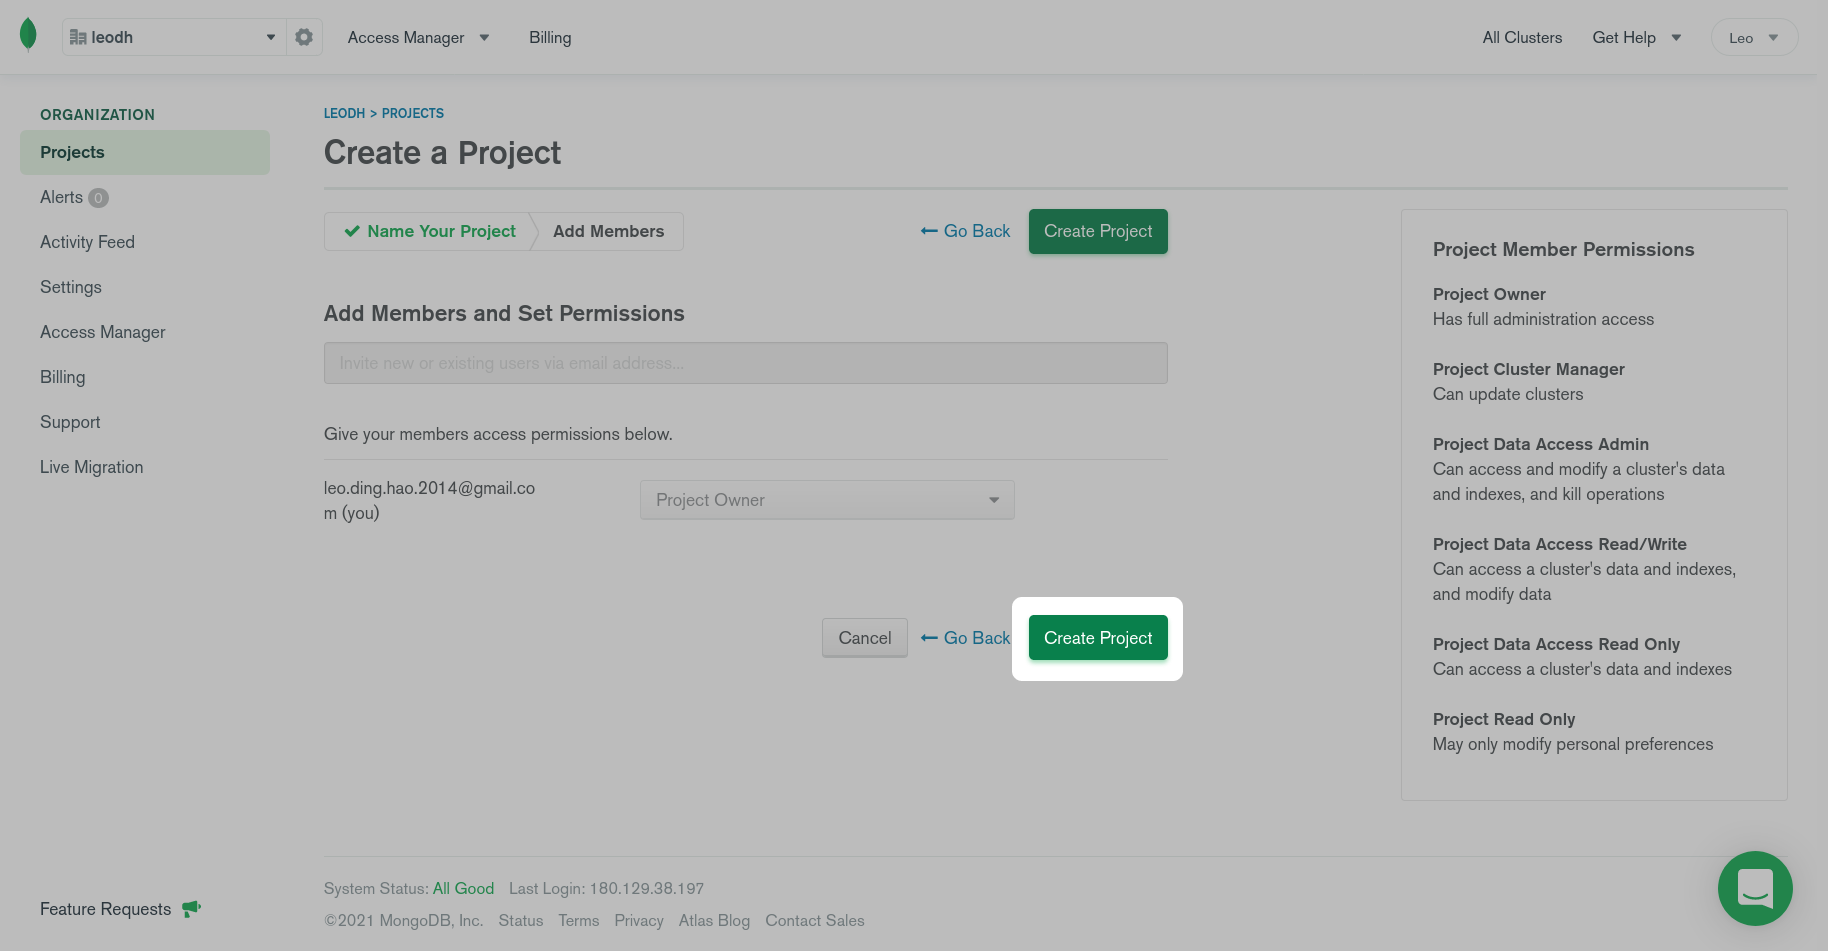 leodh
Access Manager
Billing
All Clusters
Get Help
Leo
ORGANIZATION
Projects
Alerts 0
Activity Feed
Settings
Access Manager
Billing
Support
Live Migration
Feature Requests
LEODH > PROJECTS
Create a Project
Name Your Project
Add Members
Go Back
Create Project
Add Members and Set Permissions
Invite new or existing users via email address...
Give your members access permissions below.
leo.ding.hao.2014@gmail.co
m (you)
Project Owner
Cancel
Go Back
Create Project
Project Member Permissions
Project Owner
Has full administration access
Project Cluster Manager
Can update clusters
Project Data Access Admin
Can access and modify a cluster's data
and indexes, and kill operations
Project Data Access Read/Write
Can access a cluster's data and indexes,
and modify data
Project Data Access Read Only
Can access a cluster's data and indexes
Project Read Only
May only modify personal preferences
System Status: All Good Last Login: 180.129.38.197
©2021 MongoDB, Inc. Status Terms Privacy Atlas Blog Contact Sales